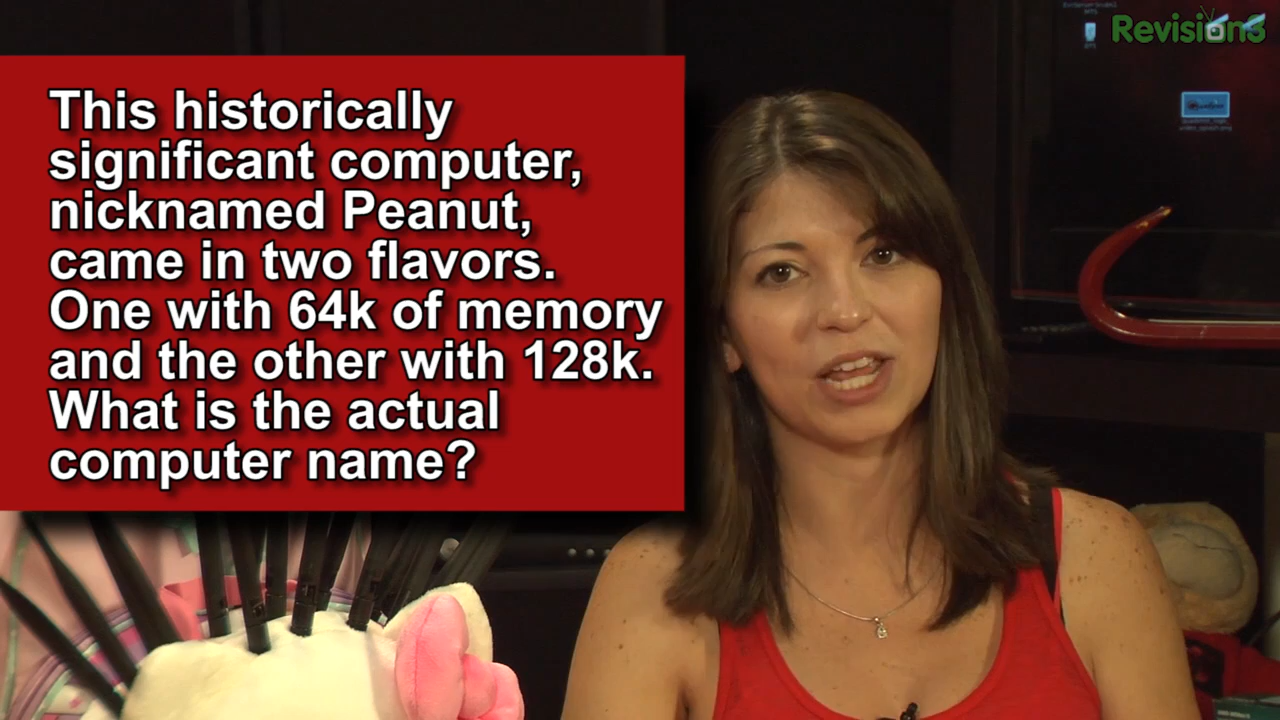 Revision3
This historically
significant computer,
nicknamed Peanut,
came in two flavors.
One with 64k of memory
and the other with 128k.
What is the actual
computer name?